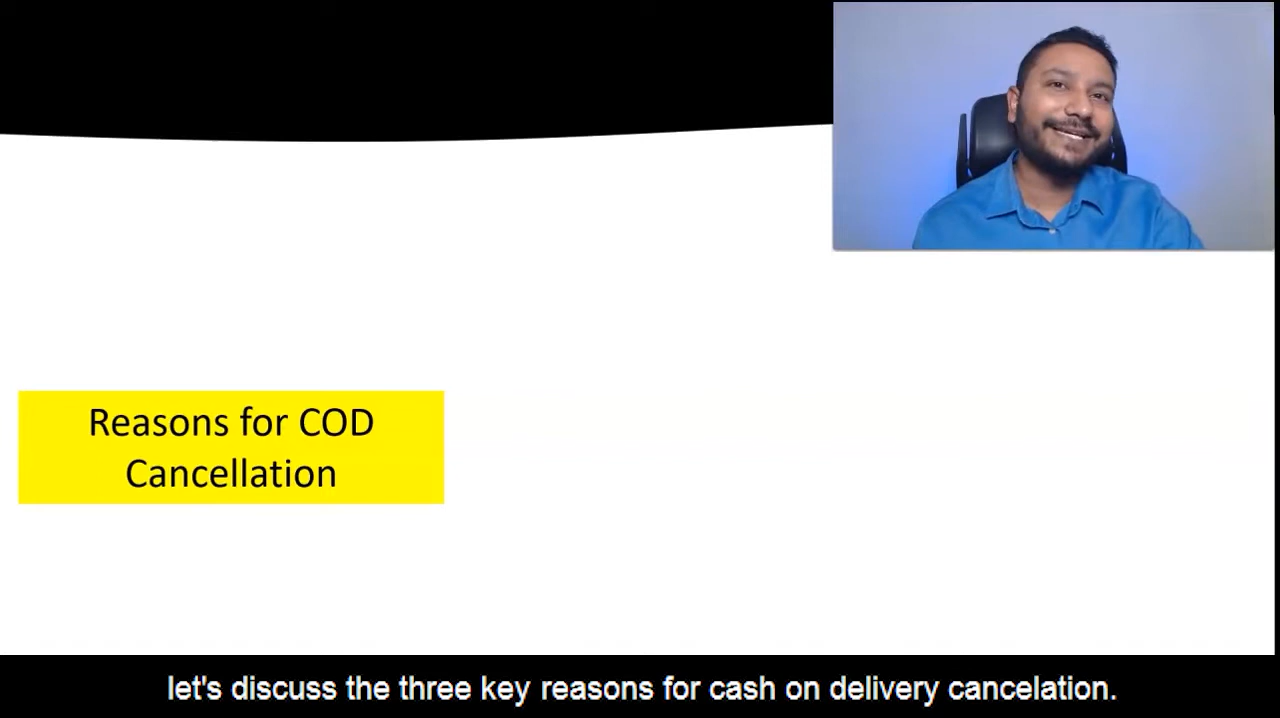 Reasons for COD
Cancellation
let's discuss the three key reasons for cash on delivery cancelation.